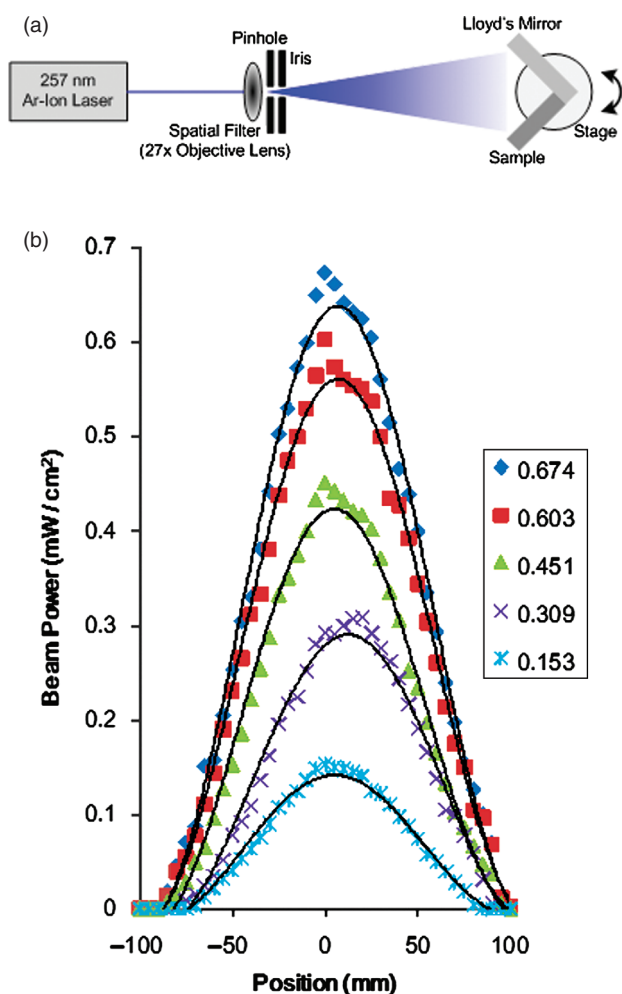 (a)
Lloyd's Mirror
Pinhole
Iris
257 nm
Ar-Ion Laser
Spatial Filter
(27x Objective Lens)
Stage
Sample
(b)
0.7
0.6
0.5
0.4
0.3
0.2
0.1
0
Beam Power (mW / cm²)
0.674
0.603
0.451
0.309
0.153
−100
−50
0
50
100
Position (mm)